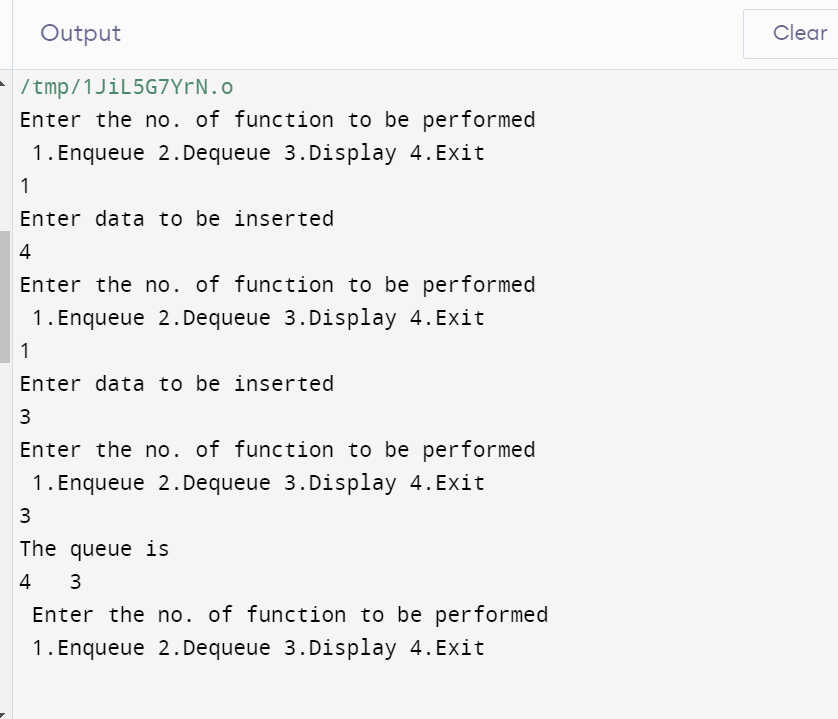 Output
Clear
/tmp/1JiL5G7YrN.o
Enter the no. of function to be performed
1.Enqueue 2.Dequeue 3.Display 4.Exit
1
Enter data to be inserted
4
Enter the no. of function to be performed
1.Enqueue 2.Dequeue 3.Display 4.Exit
1
Enter data to be inserted
3
Enter the no. of function to be performed
1.Enqueue 2.Dequeue 3.Display 4.Exit
3
The queue is
4   3
Enter the no. of function to be performed
1.Enqueue 2.Dequeue 3.Display 4.Exit